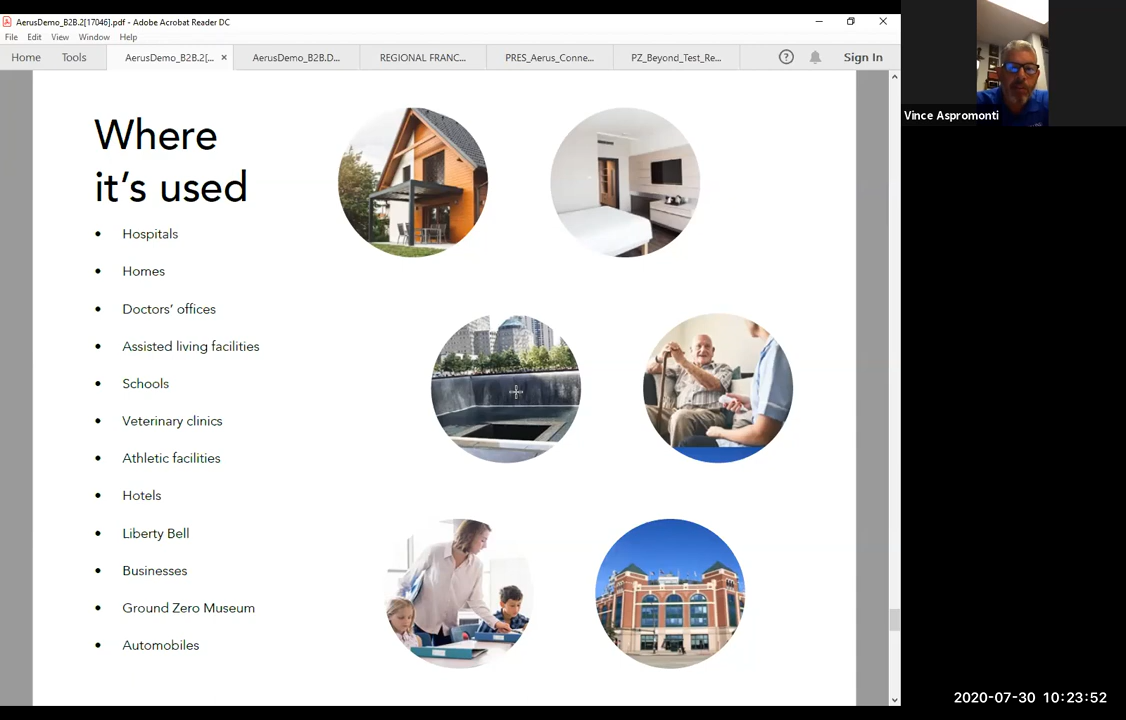 AerusDemo_B2B.2[17046].pdf - Adobe Acrobat Reader DC
File Edit View Window Help
Home Tools AerusDemo_B2B.2[... × AerusDemo_B2B.D... REGIONAL FRANC... PRES_Aerus_Conne... PZ_Beyond_Test_Re... Sign In
Vince Aspromonti
Where
it's used
• Hospitals
• Homes
• Doctors' offices
• Assisted living facilities
• Schools
• Veterinary clinics
• Athletic facilities
• Hotels
• Liberty Bell
• Businesses
• Ground Zero Museum
• Automobiles
2020-07-30 10:23:52